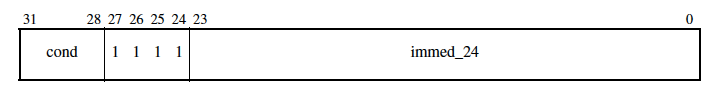 31 28 27 26 25 24 23 0
cond 1 1 1 1 immed_24